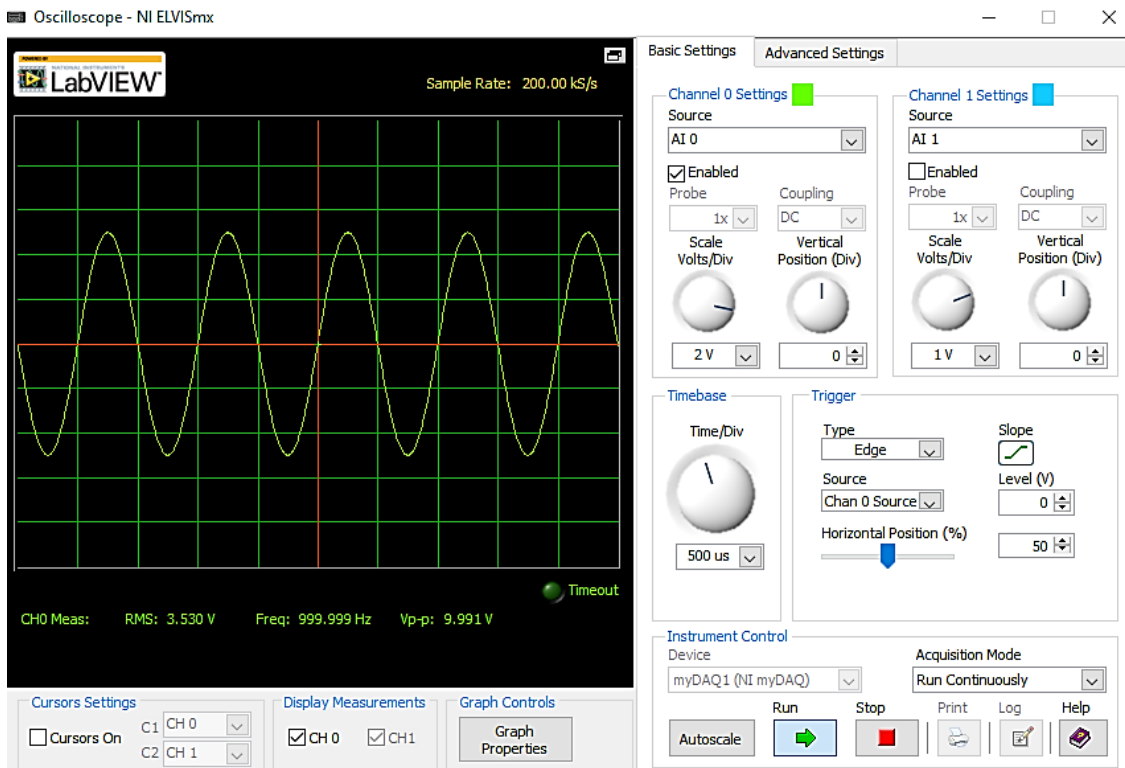 Oscilloscope - NI ELVISmx
POWERED BY
NATIONAL INSTRUMENTS
LabVIEW
Sample Rate: 200.00 kS/s
Timeout
CH0 Meas: RMS: 3.530 V Freq: 999.999 Hz Vp-p: 9.991 V
Basic Settings Advanced Settings
Channel 0 Settings
Source
AI 0
Enabled
Probe Coupling
1x DC
Scale Vertical
Volts/Div Position (Div)
2 V 0
Channel 1 Settings
Source
AI 1
Enabled
Probe Coupling
1x DC
Scale Vertical
Volts/Div Position (Div)
1 V 0
Timebase
Time/Div
500 us
Trigger
Type Slope
Edge
Source Level (V)
Chan 0 Source 0
Horizontal Position (%)
50
Cursors Settings
Cursors On
C1 CH 0
C2 CH 1
Display Measurements
CH 0 CH1
Graph Controls
Graph
Properties
Instrument Control
Device Acquisition Mode
myDAQ1 (NI myDAQ) Run Continuously
Run Stop Print Log Help
Autoscale